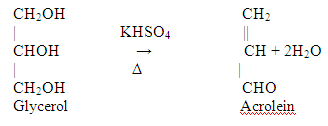 CH₂OH CH₂
| KHSO₄ ||
CHOH → CH + 2H₂O
| Δ |
CH₂OH CHO
Glycerol Acrolein